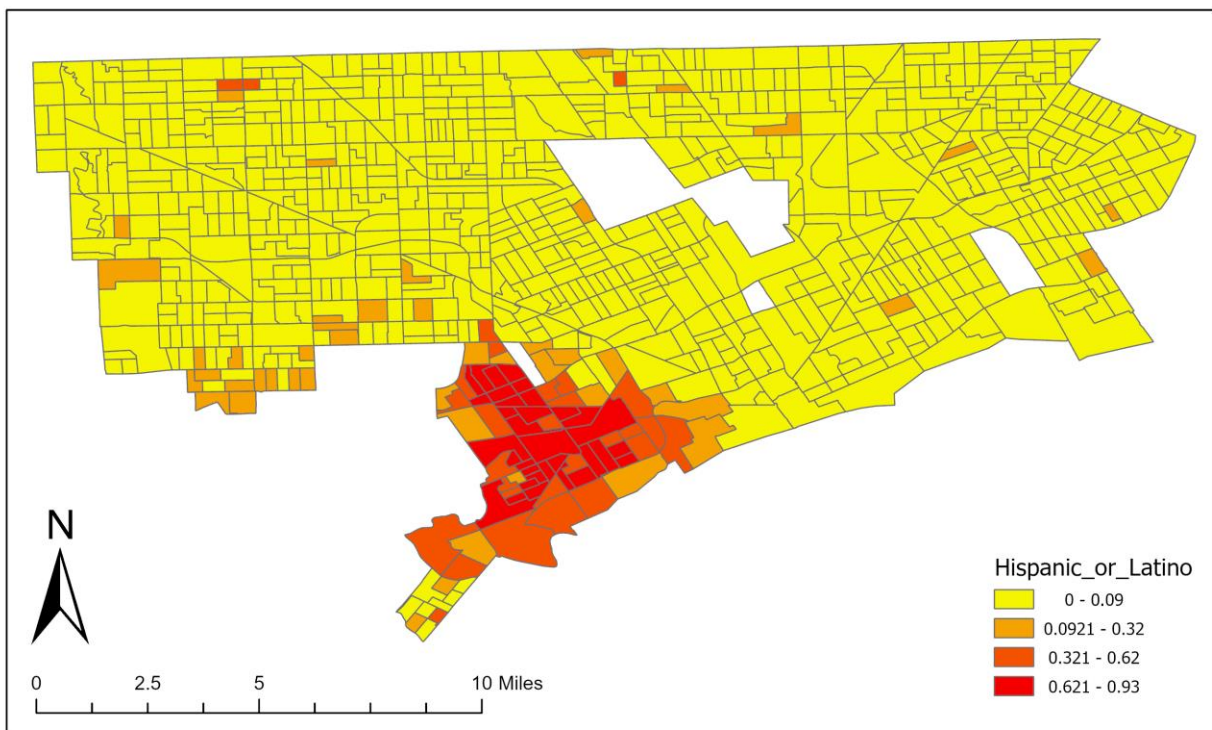 N
0 2.5 5 10 Miles
Hispanic_or_Latino
0 - 0.09
0.0921 - 0.32
0.321 - 0.62
0.621 - 0.93